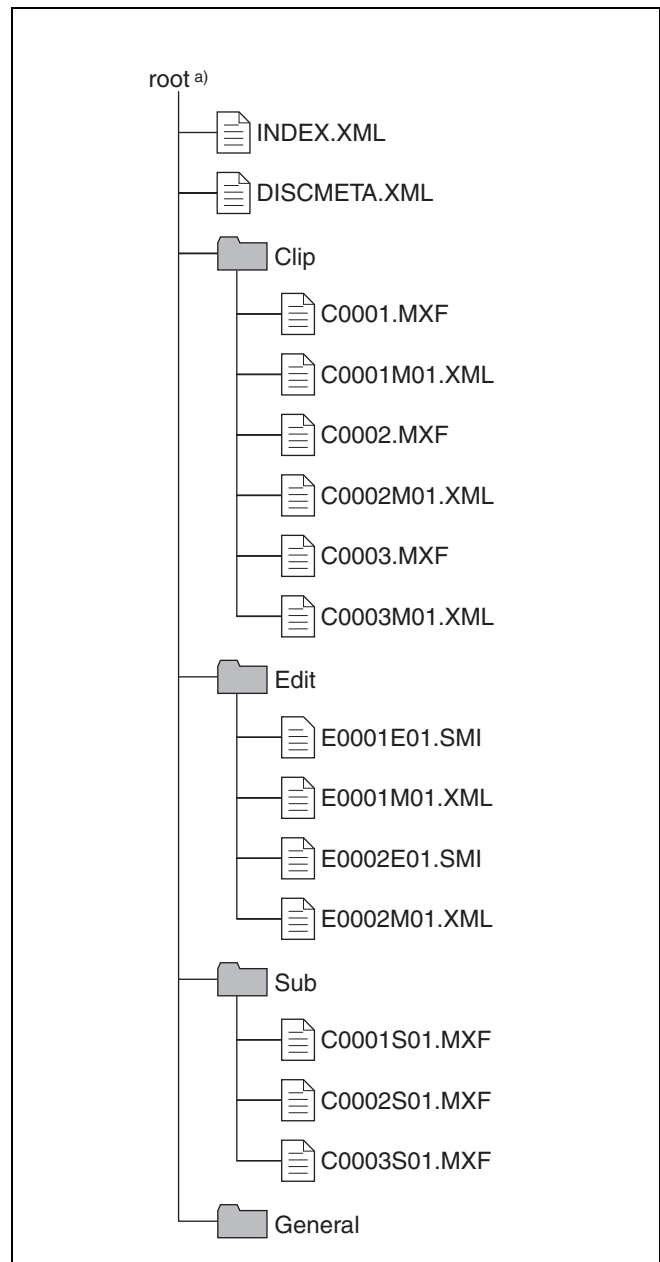 root a)
INDEX.XML
DISCMETA.XML
Clip
C0001.MXF
C0001M01.XML
C0002.MXF
C0002M01.XML
C0003.MXF
C0003M01.XML
Edit
E0001E01.SMI
E0001M01.XML
E0002E01.SMI
E0002M01.XML
Sub
C0001S01.MXF
C0002S01.MXF
C0003S01.MXF
General